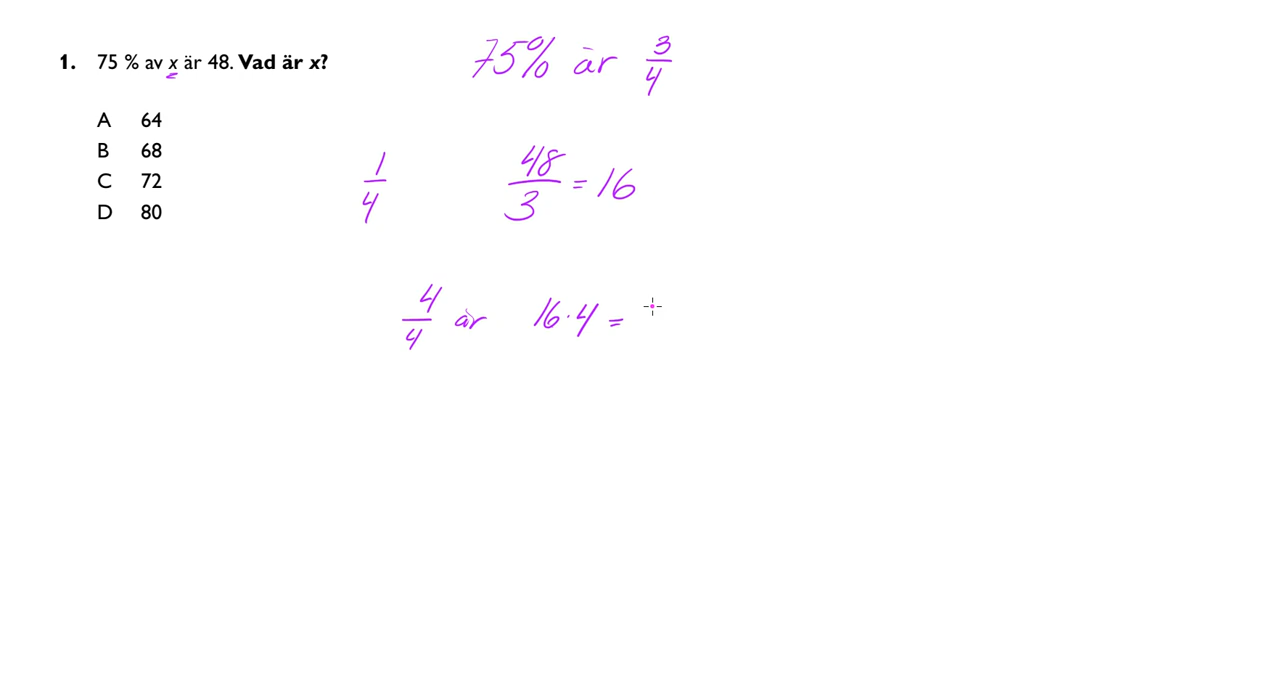 1. 75 % av x är 48. Vad är x?
75% är 3/4
A 64
B 68
C 72
D 80
1/4 48/3 = 16
4/4 är 16·4 =